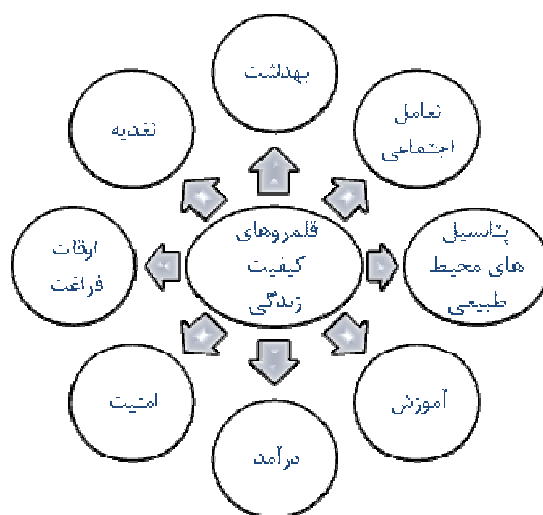 بهداشت
تعامل
اجتماعی
پتانسیل
های محیط
طبیعی
آموزش
درآمد
امنیت
اوقات
فراغت
تغذیه
قلمروهای
کیفیت
زندگی